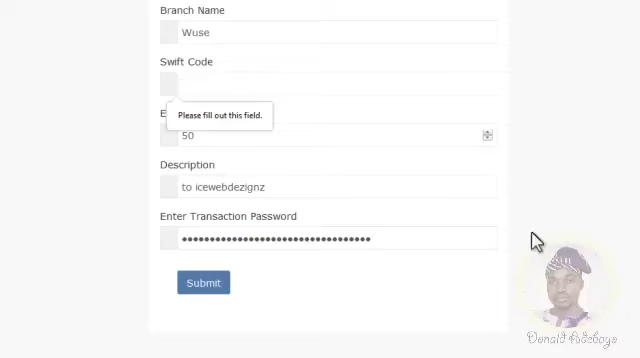 Branch Name
Wuse
Swift Code
Please fill out this field.
50
Description
to icewebdezignz
Enter Transaction Password
Submit
Donald Adeboye